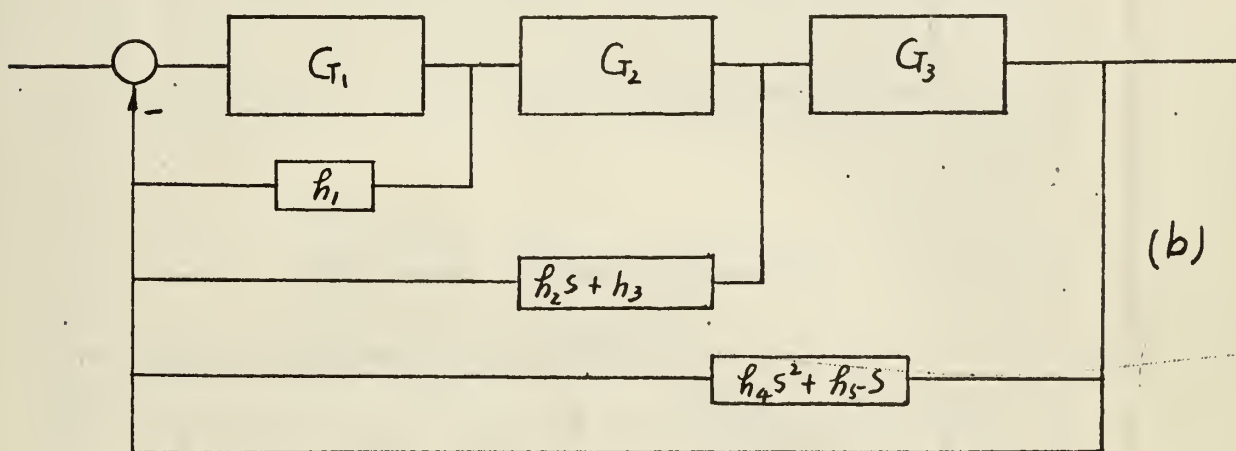 G₁
G₂
G₃
-
h₁
(b)
h₂s + h₃
h₄s² + h₅s